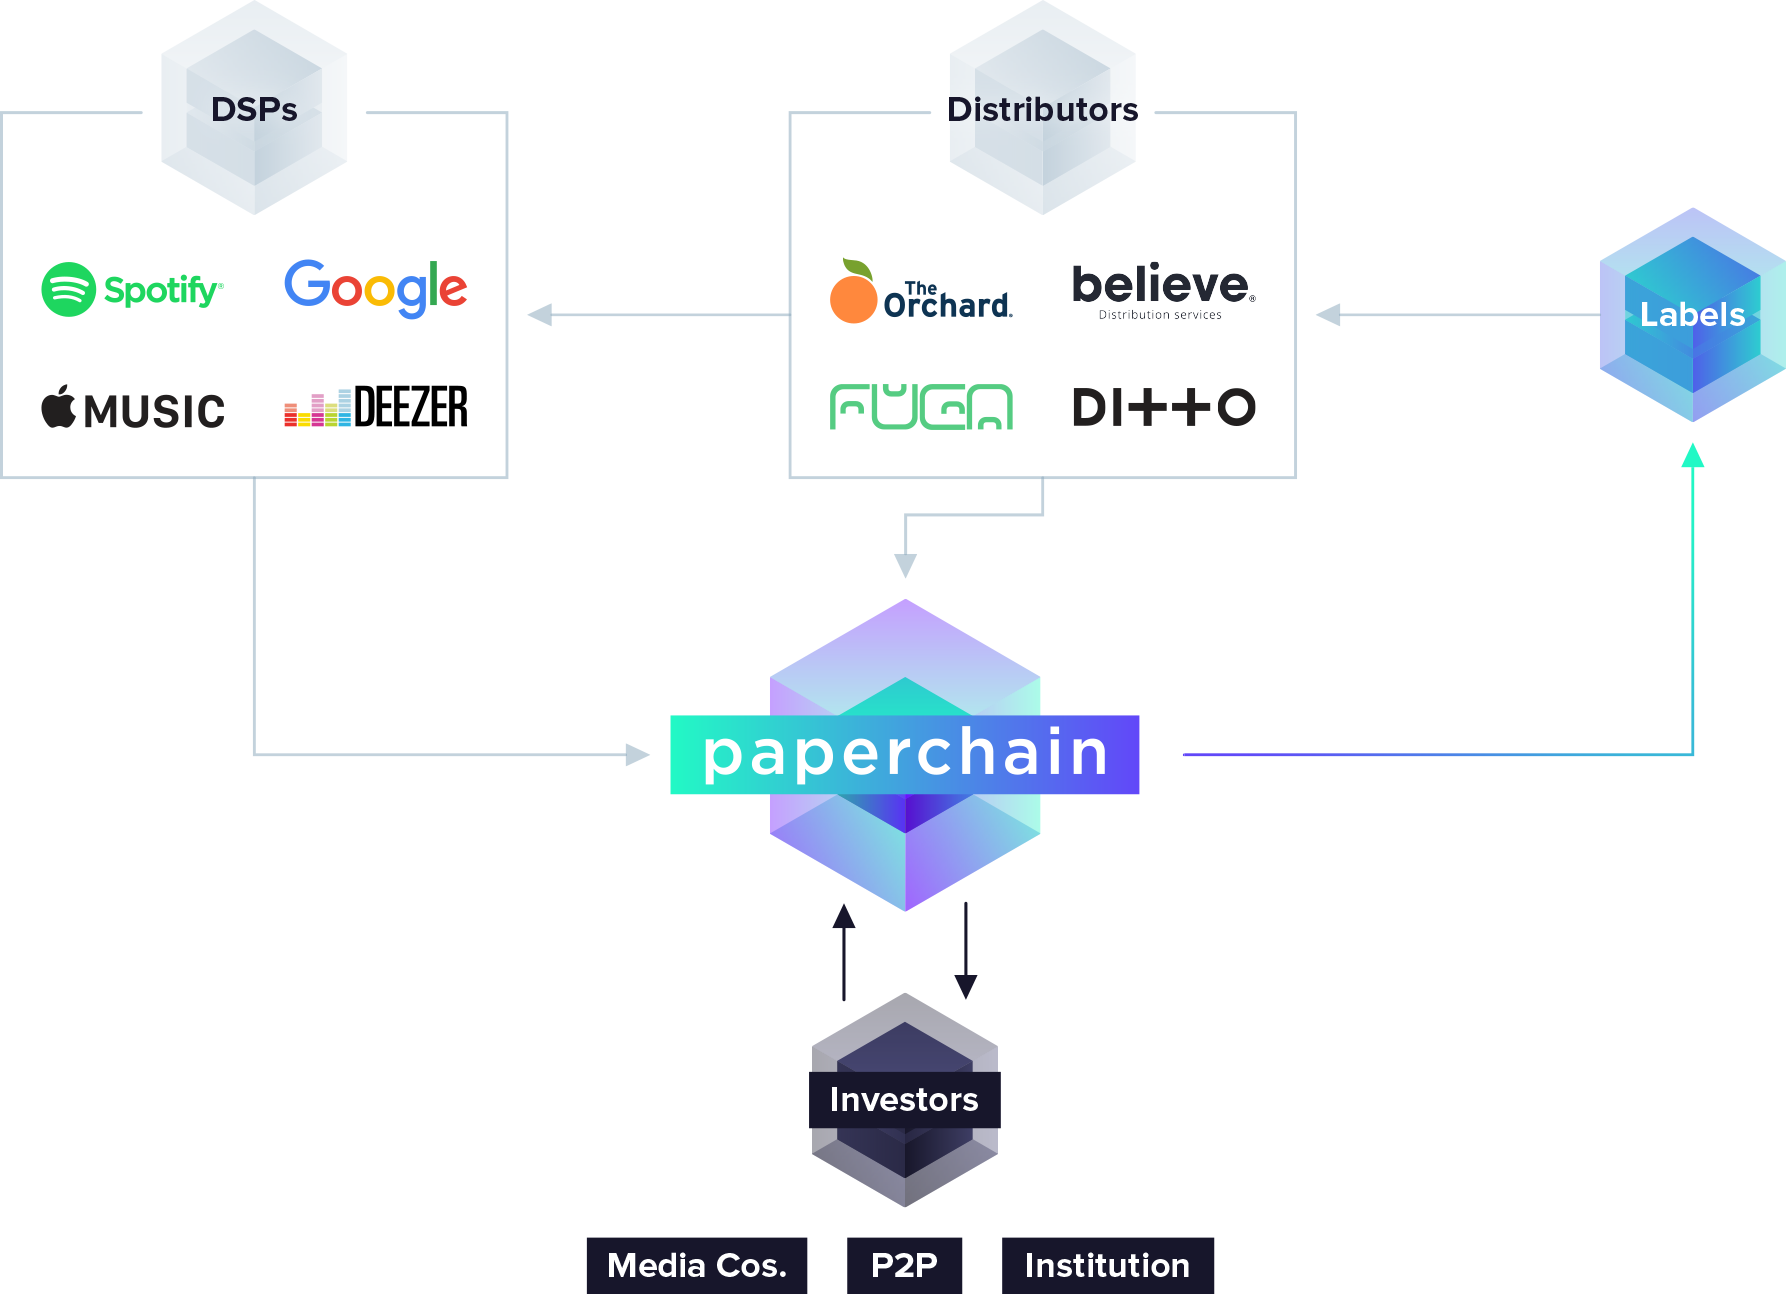 DSPs
Distributors
Spotify®
Google
The
Orchard.
believe.®
Distribution services
Labels
MUSIC
DEEZER
FUGA
DITTO
paperchain
Investors
Media Cos.
P2P
Institution